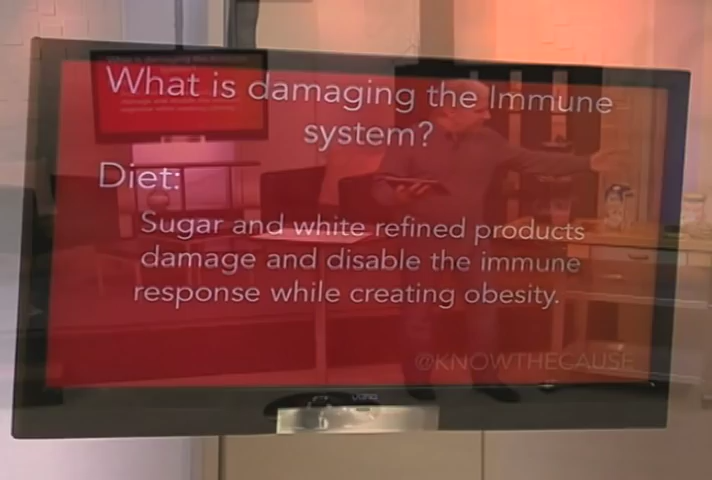 What is damaging the Immune
system?
Diet:
Sugar and white refined products
damage and disable the immune
response while creating obesity.
@KNOWTHECAUSE